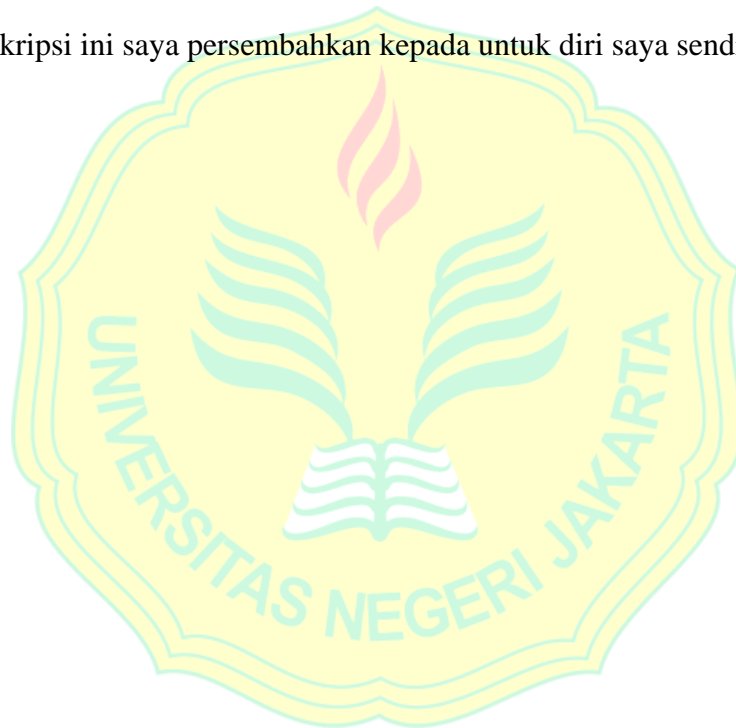 kripsi ini saya persembahkan kepada untuk diri saya send
UNIVERSITAS NEGERI JAKARTA